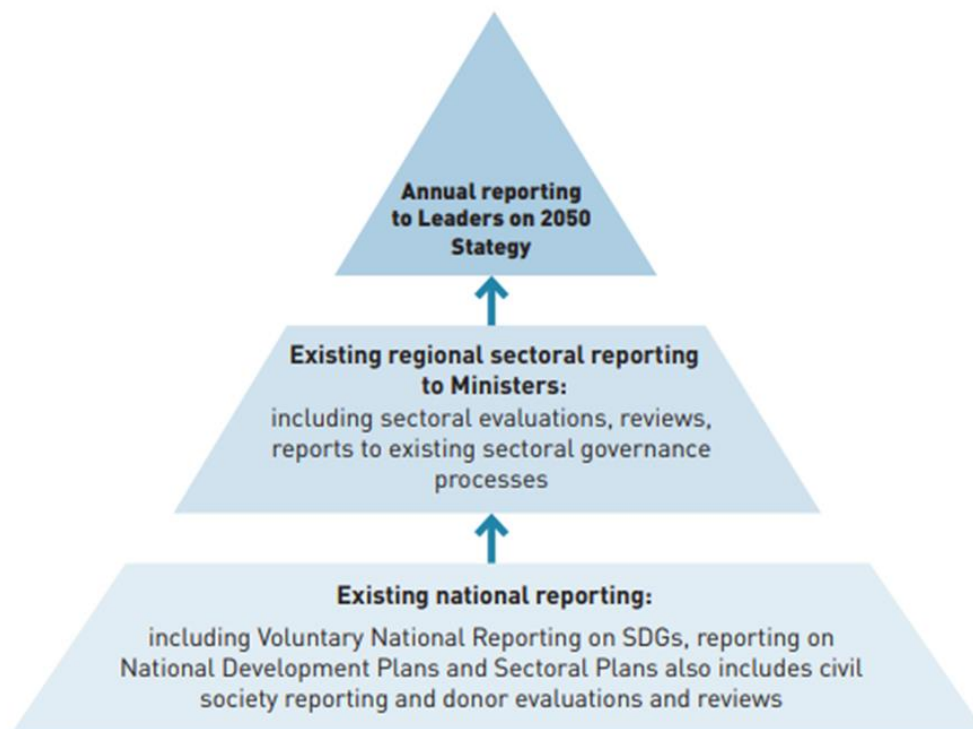 Annual reporting
to Leaders on 2050
Stategy
Existing regional sectoral reporting
to Ministers:
including sectoral evaluations, reviews,
reports to existing sectoral governance
processes
Existing national reporting:
including Voluntary National Reporting on SDGs, reporting on
National Development Plans and Sectoral Plans also includes civil
society reporting and donor evaluations and reviews